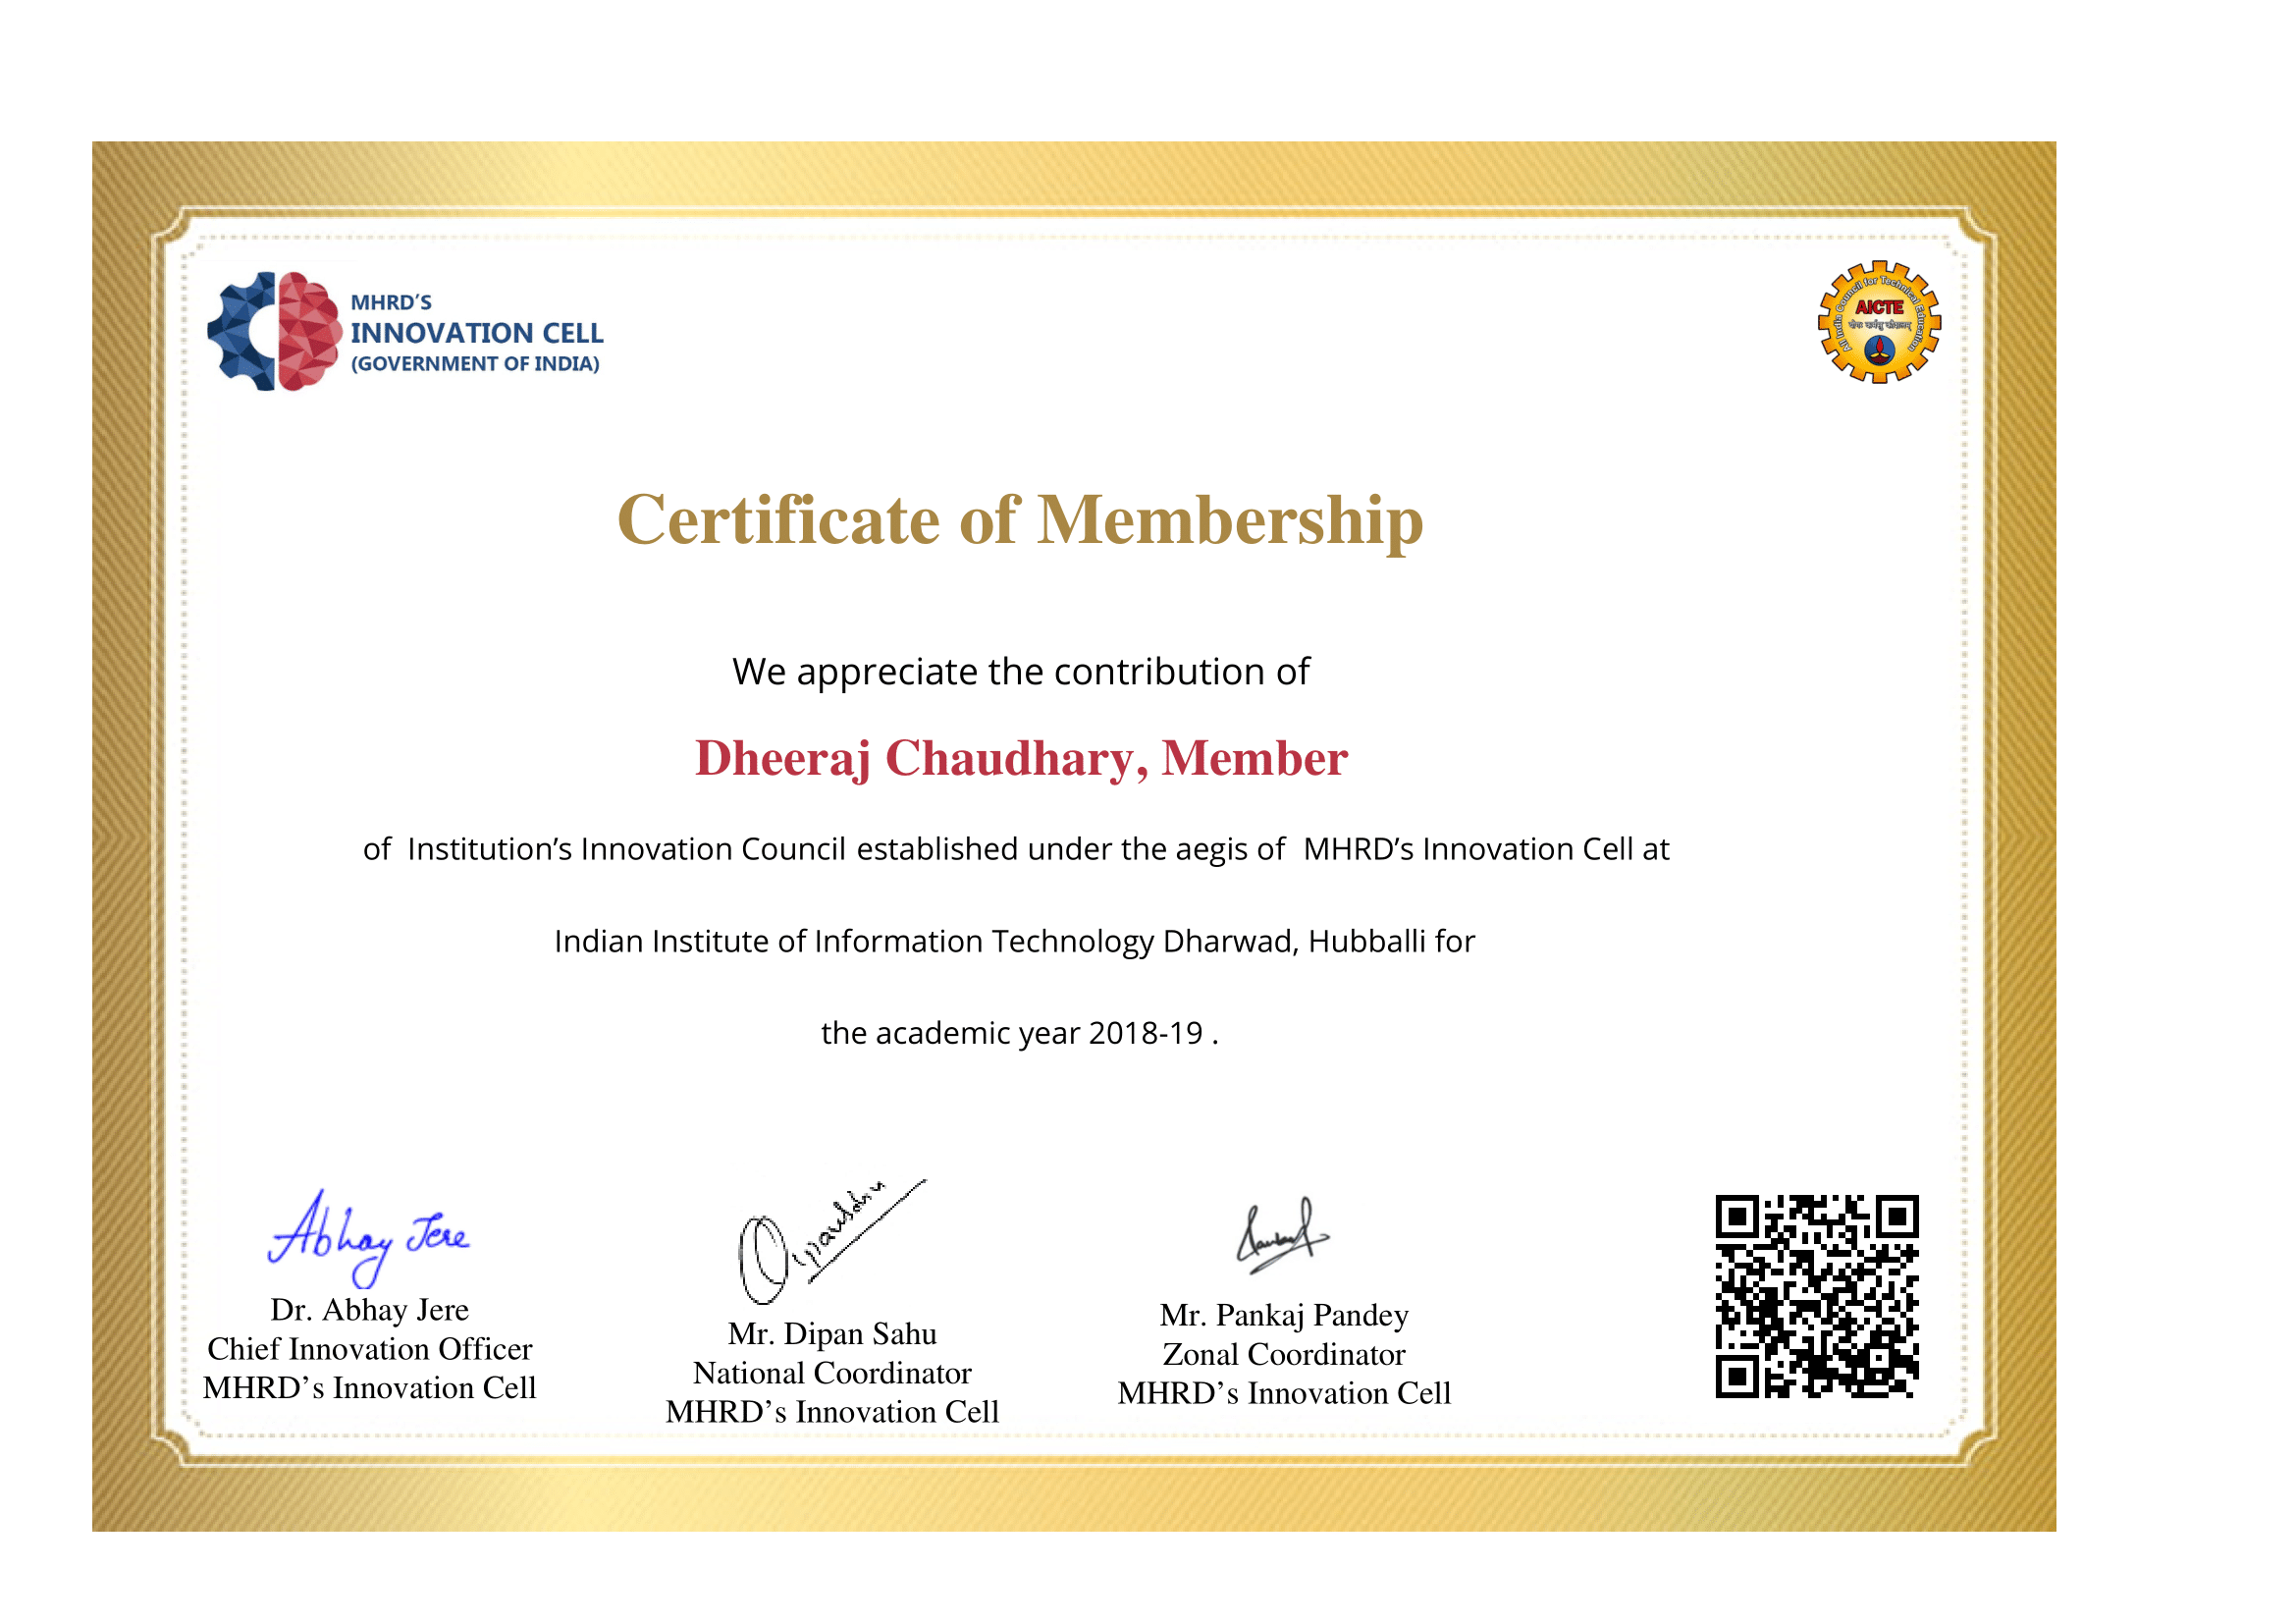 MHRD'S
INNOVATION CELL
(GOVERNMENT OF INDIA)
All India Council for Technical Education
AICTE
योगः कर्मसु कौशलम्
Certificate of Membership
We appreciate the contribution of
Dheeraj Chaudhary, Member
of Institution’s Innovation Council established under the aegis of MHRD’s Innovation Cell at
Indian Institute of Information Technology Dharwad, Hubballi for
the academic year 2018-19 .
Abhay Jere
Dr. Abhay Jere
Chief Innovation Officer
MHRD’s Innovation Cell
Mr. Dipan Sahu
National Coordinator
MHRD’s Innovation Cell
Mr. Pankaj Pandey
Zonal Coordinator
MHRD’s Innovation Cell